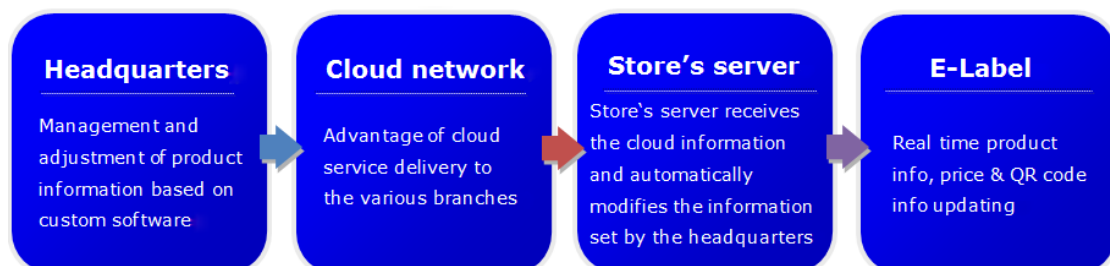 Headquarters
Management and
adjustment of product
information based on
custom software
Cloud network
Advantage of cloud
service delivery to
the various branches
Store’s server
Store‘s server receives
the cloud information
and automatically
modifies the information
set by the headquarters
E-Label
Real time product
info, price & QR code
info updating